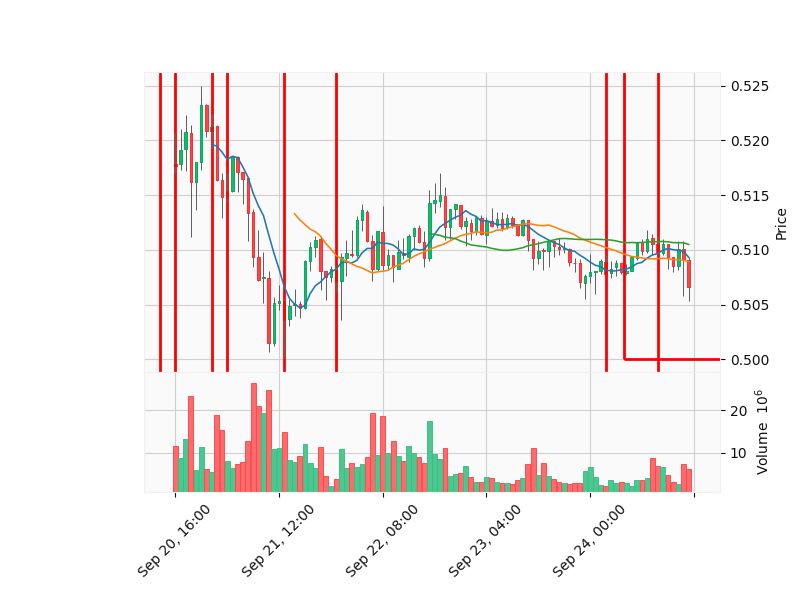 0.525
0.520
0.515
0.510
0.505
0.500
Price
20
10
Volume 10^6
Sep 20, 16:00
Sep 21, 12:00
Sep 22, 08:00
Sep 23, 04:00
Sep 24, 00:00